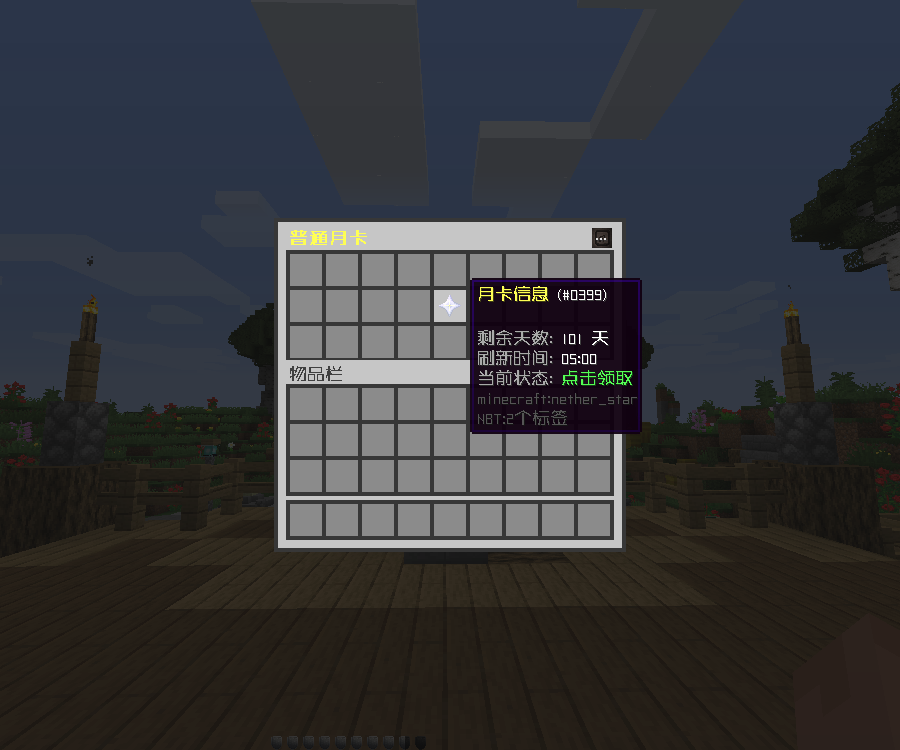 普通月卡
月卡信息 (#0399)
剩余天数: 101 天
刷新时间: 05:00
当前状态: 点击领取
minecraft:nether_star
NBT:2个标签
物品栏